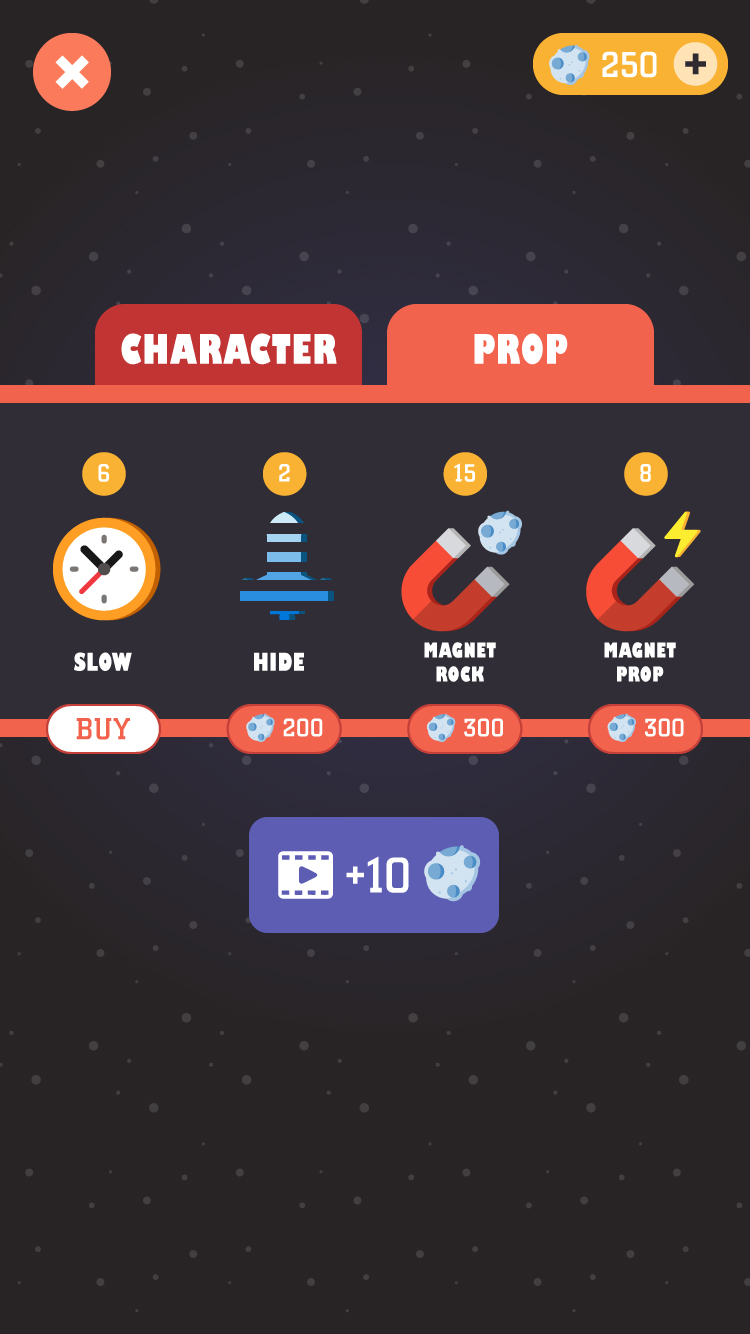 250 +
CHARACTER PROP
6 2 15 8
SLOW HIDE MAGNET ROCK MAGNET PROP
BUY 200 300 300
+10